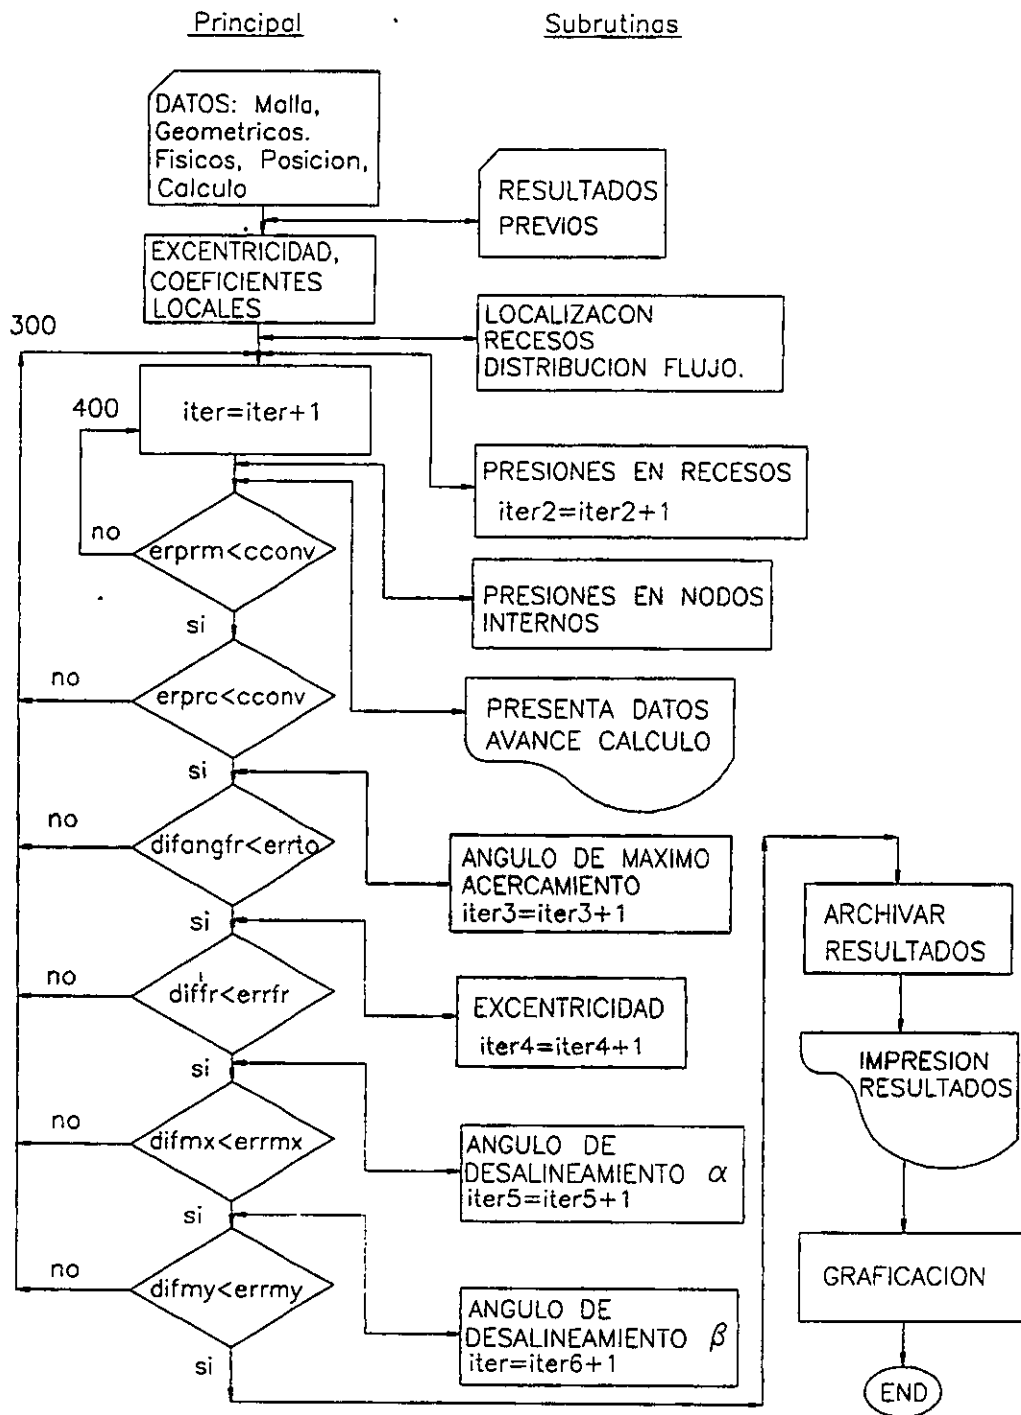 Principal
Subrutinas
DATOS: Malla,
Geometricos.
Fisicos, Posicion,
Calculo
RESULTADOS
PREVIOS
EXCENTRICIDAD,
COEFICIENTES
LOCALES
LOCALIZACON
RECESOS
DISTRIBUCION FLUJO.
300
400
iter=iter+1
PRESIONES EN RECESOS
iter2=iter2+1
no
erprm<cconv
si
PRESIONES EN NODOS
INTERNOS
no
erprc<cconv
si
PRESENTA DATOS
AVANCE CALCULO
no
difangfr<errto
si
ANGULO DE MAXIMO
ACERCAMIENTO
iter3=iter3+1
no
diffr<errfr
si
EXCENTRICIDAD
iter4=iter4+1
no
difmx<errmx
si
ANGULO DE
DESALINEAMIENTO α
iter5=iter5+1
no
difmy<errmy
si
ANGULO DE
DESALINEAMIENTO β
iter=iter6+1
ARCHIVAR
RESULTADOS
IMPRESION
RESULTADOS
GRAFICACION
END